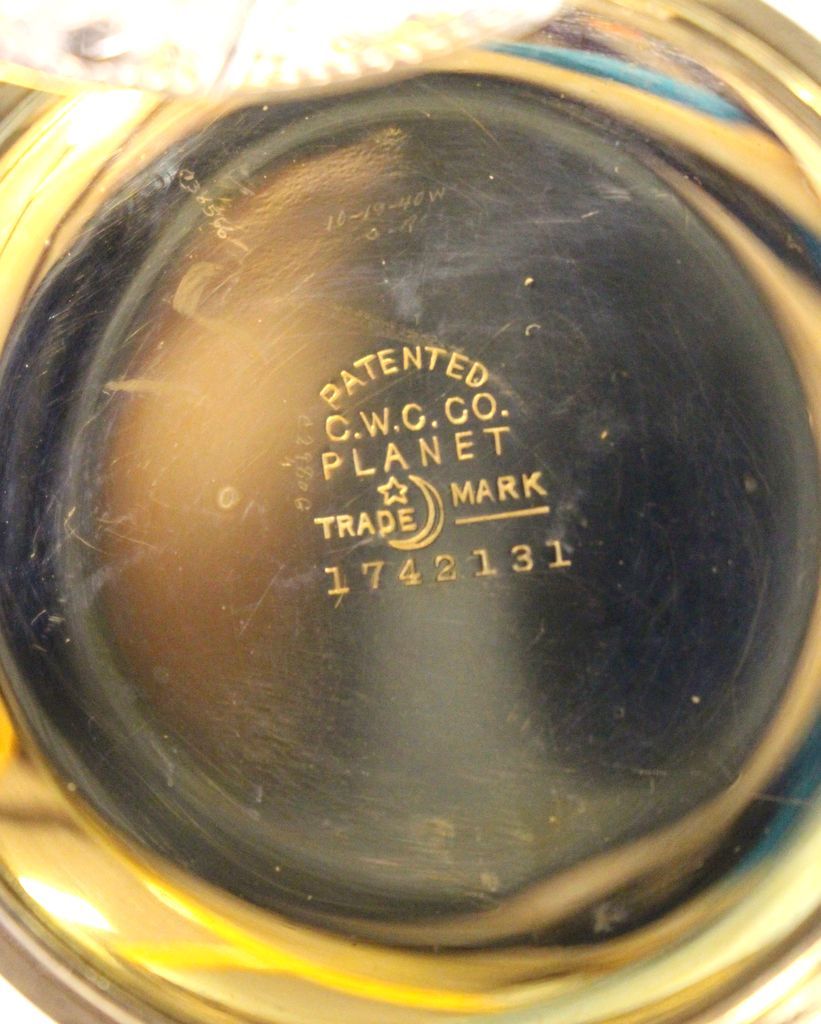 PATENTED
C.W.C.CO.
PLANET
TRADE MARK
1742131